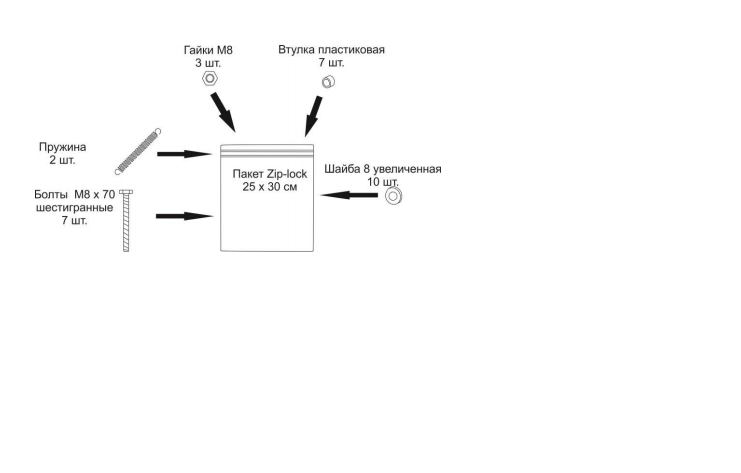 Гайки М8
3 шт.
Втулка пластиковая
7 шт.
Пружина
2 шт.
Пакет Zip-lock
25 х 30 см
Шайба 8 увеличенная
10 шт.
Болты М8 х 70
шестигранные
7 шт.